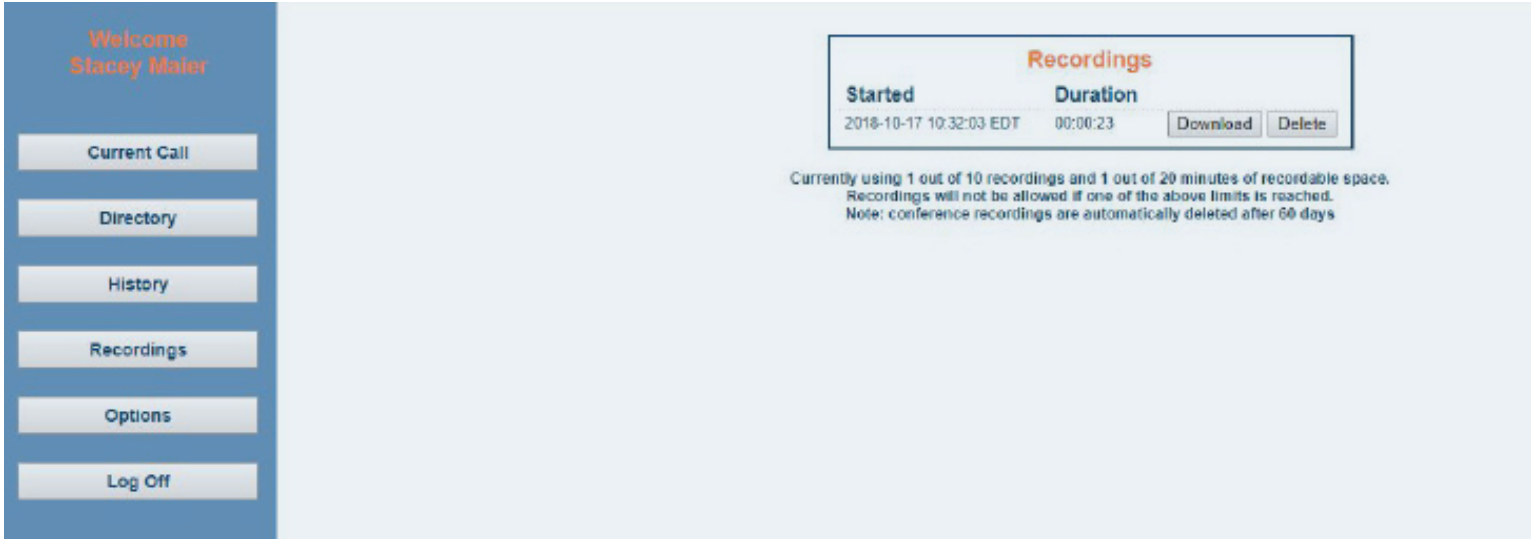 Welcome
Stacey Maier
Current Call
Directory
History
Recordings
Options
Log Off
Recordings
Started Duration
2018-10-17 10:32:03 EDT 00:00:23 Download Delete
Currently using 1 out of 10 recordings and 1 out of 20 minutes of recordable space.
Recordings will not be allowed if one of the above limits is reached.
Note: conference recordings are automatically deleted after 60 days